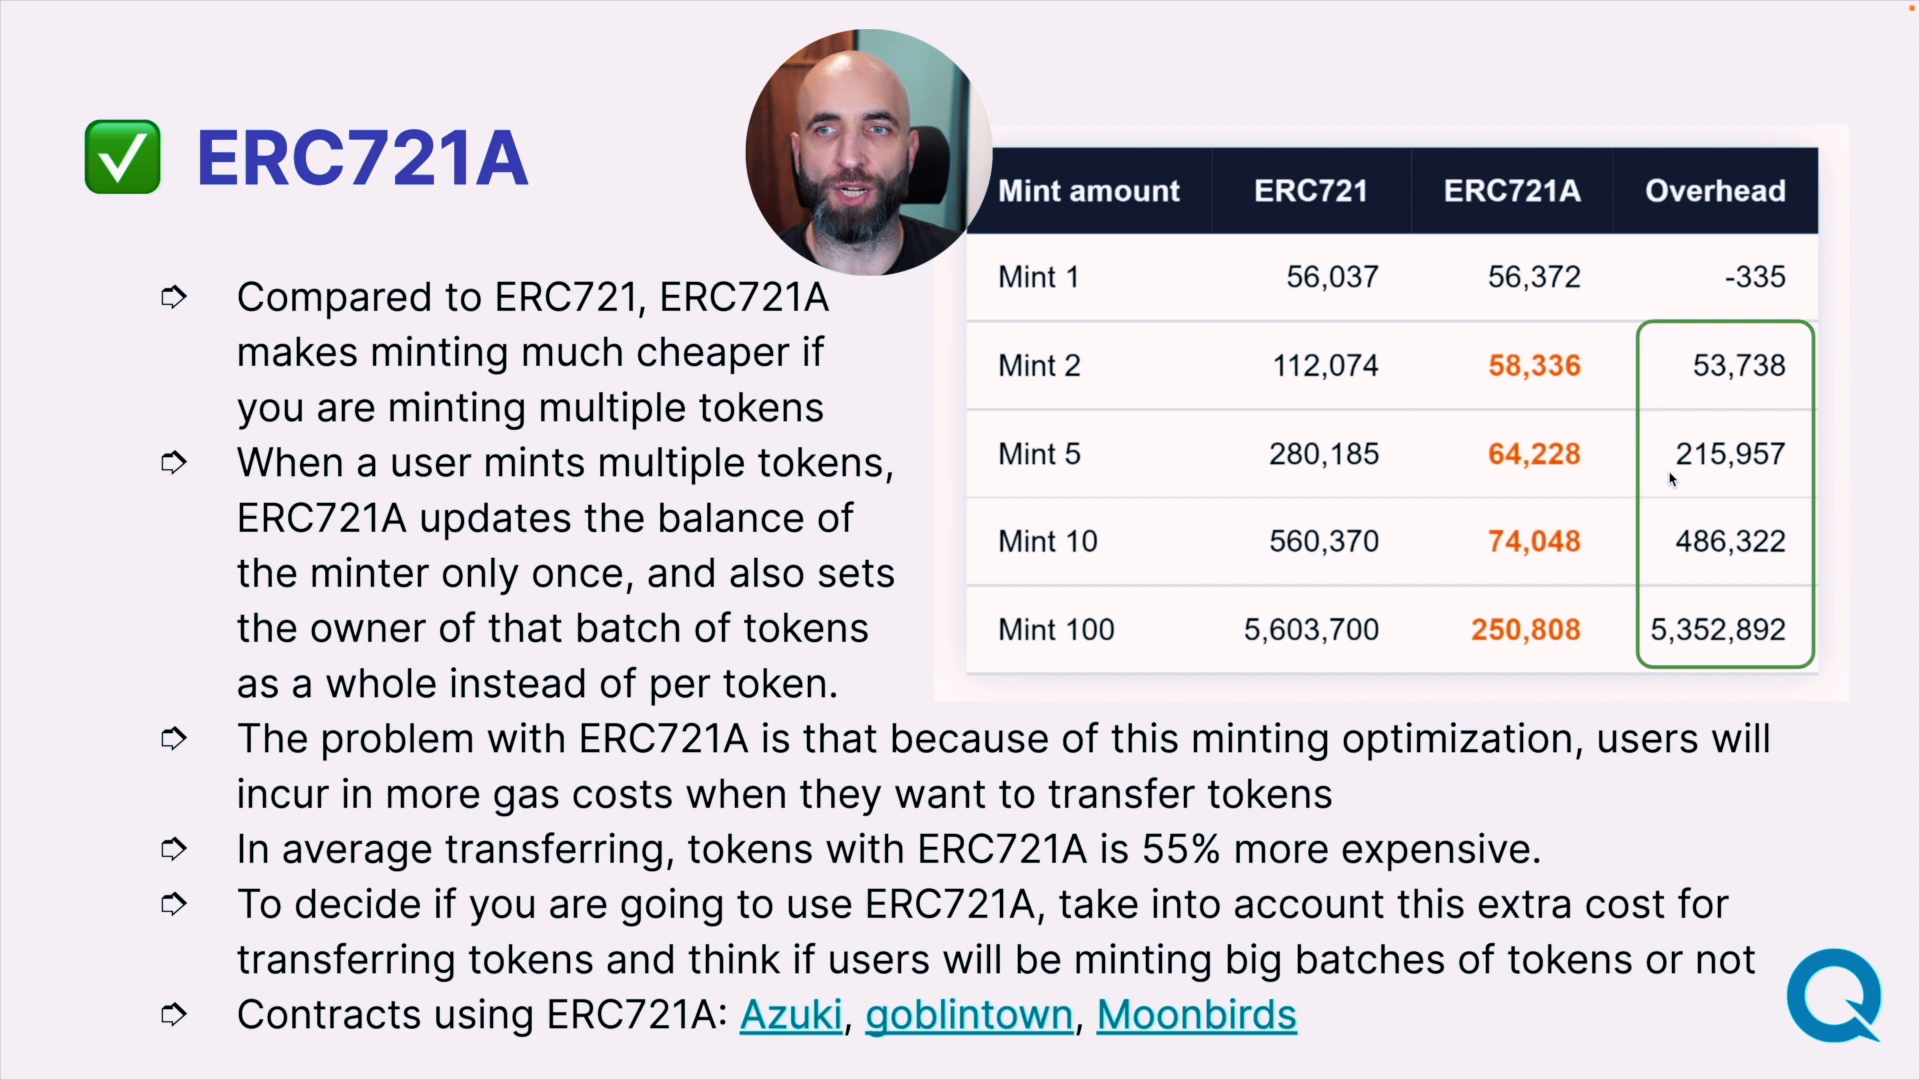 ERC721A
Compared to ERC721, ERC721A
makes minting much cheaper if
you are minting multiple tokens
When a user mints multiple tokens,
ERC721A updates the balance of
the minter only once, and also sets
the owner of that batch of tokens
as a whole instead of per token.
The problem with ERC721A is that because of this minting optimization, users will
incur in more gas costs when they want to transfer tokens
In average transferring, tokens with ERC721A is 55% more expensive.
To decide if you are going to use ERC721A, take into account this extra cost for
transferring tokens and think if users will be minting big batches of tokens or not
Contracts using ERC721A: Azuki, goblintown, Moonbirds
Mint amount ERC721 ERC721A Overhead
Mint 1 56,037 56,372 -335
Mint 2 112,074 58,336 53,738
Mint 5 280,185 64,228 215,957
Mint 10 560,370 74,048 486,322
Mint 100 5,603,700 250,808 5,352,892